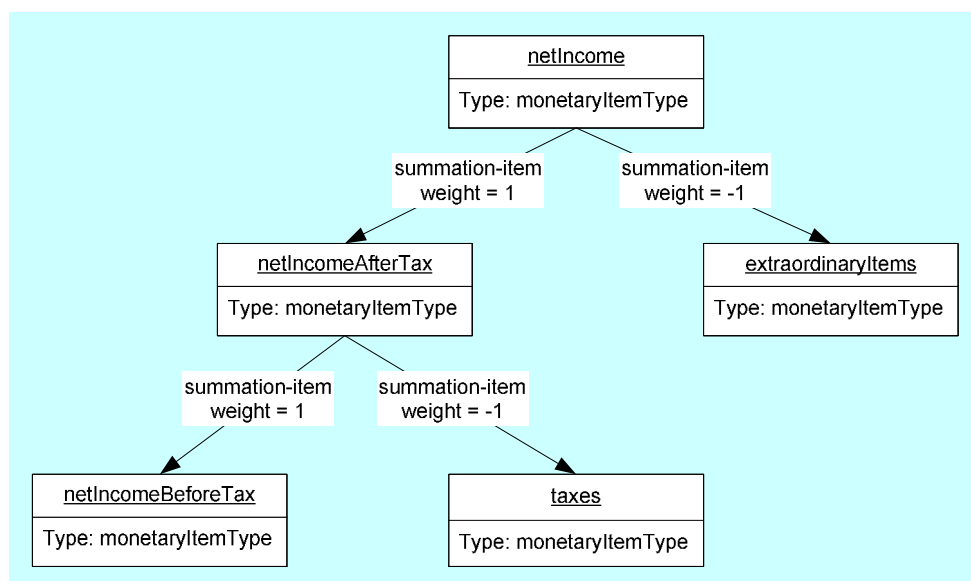 netIncome
Type: monetaryItemType
summation-item
weight = 1
summation-item
weight = -1
netIncomeAfterTax
Type: monetaryItemType
extraordinaryItems
Type: monetaryItemType
summation-item
weight = 1
summation-item
weight = -1
netIncomeBeforeTax
Type: monetaryItemType
taxes
Type: monetaryItemType